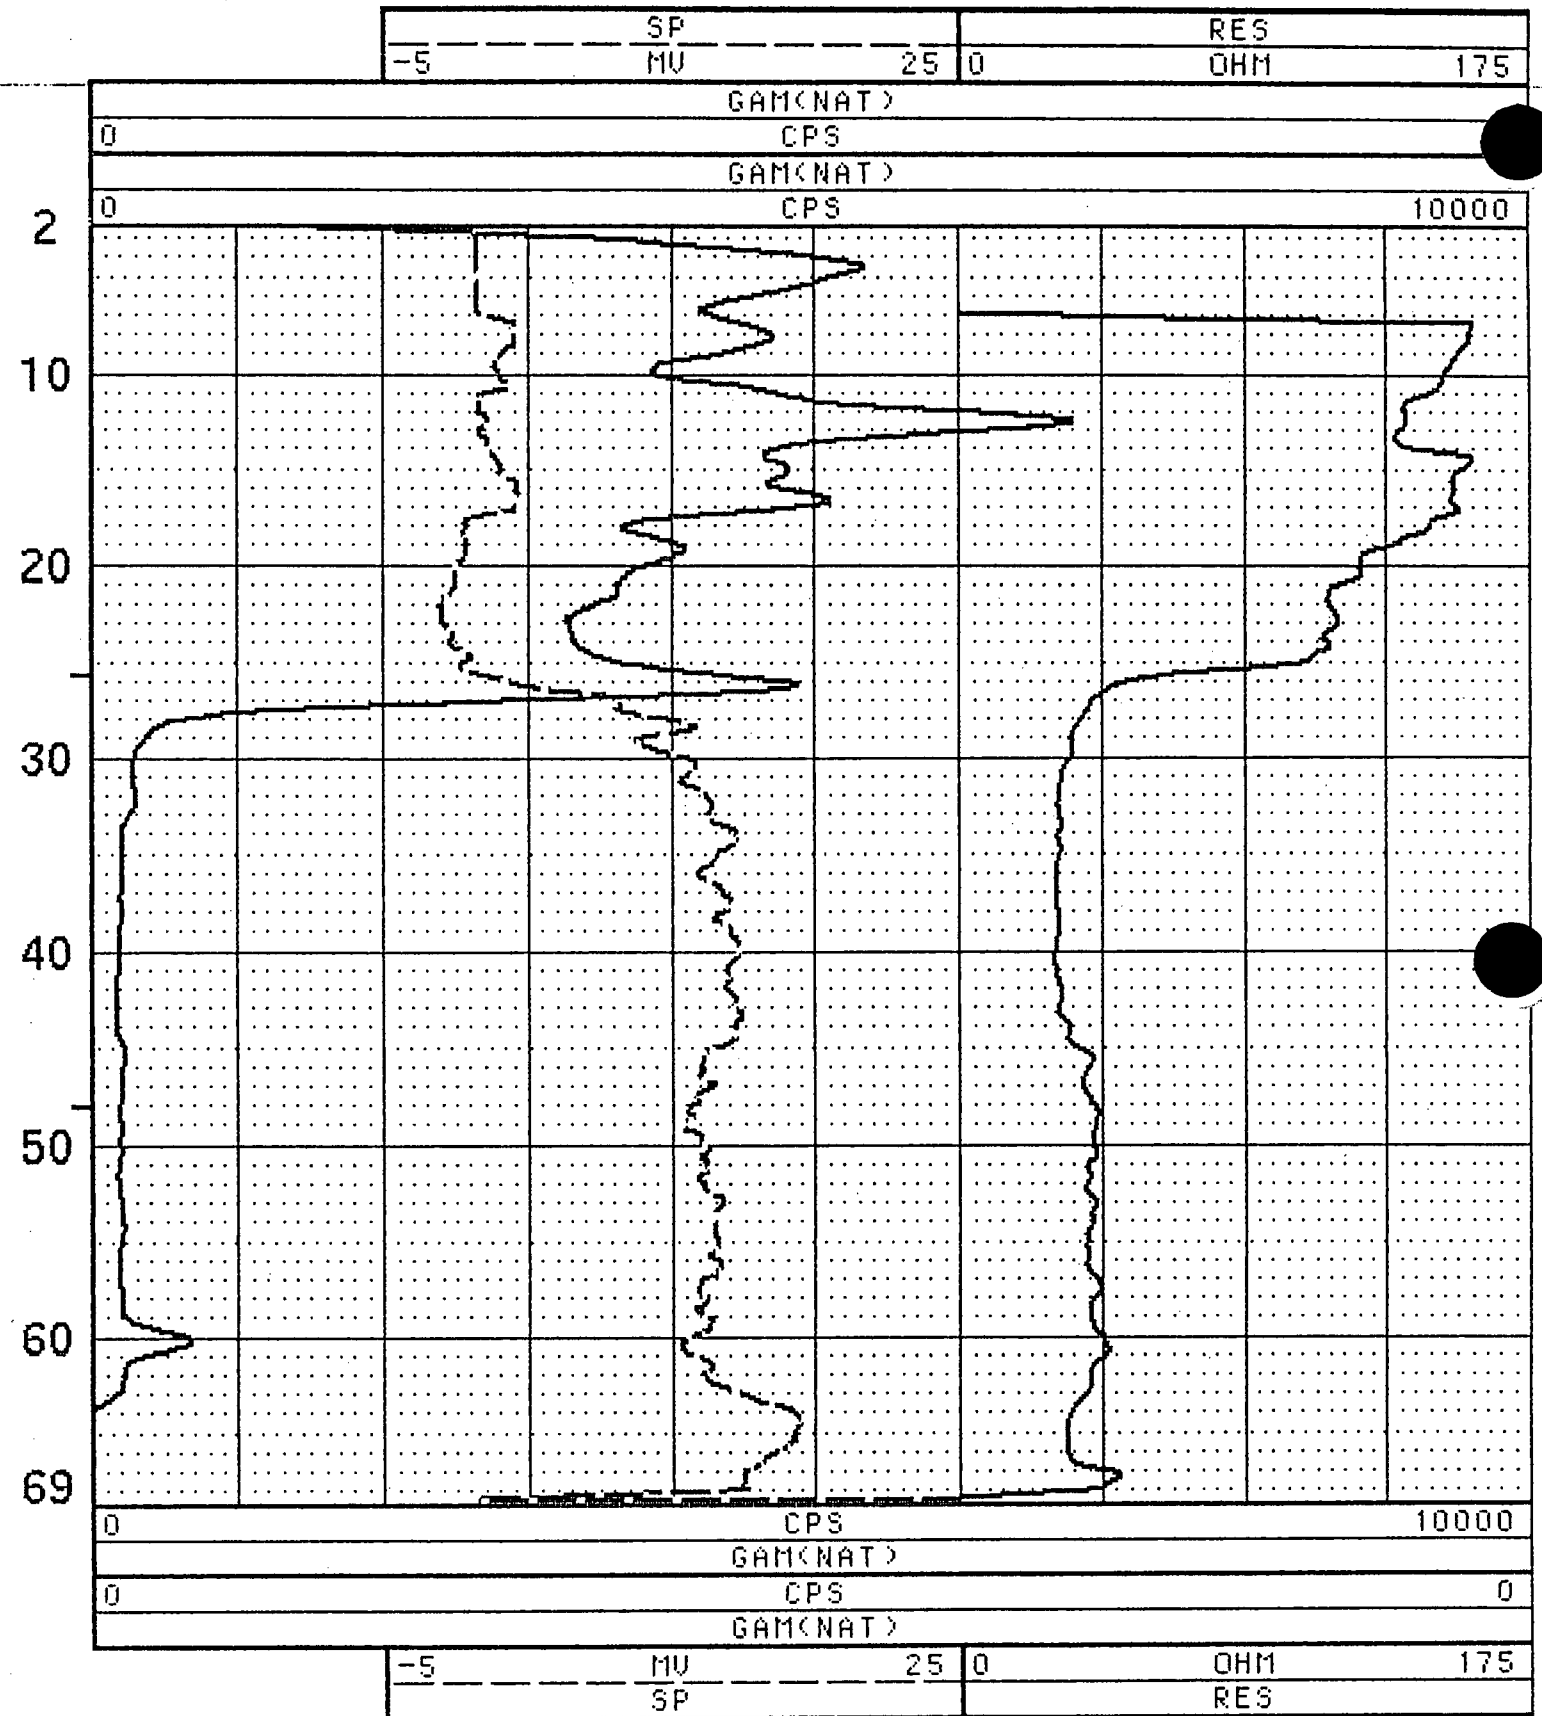 SP RES
-5 MV 25 0 OHM 175
GAM(NAT)
0 CPS
GAM(NAT)
0 CPS 10000
2
10
20
30
40
50
60
69
0 CPS 10000
GAM(NAT)
0 CPS 0
GAM(NAT)
-5 MV 25 0 OHM 175
SP RES